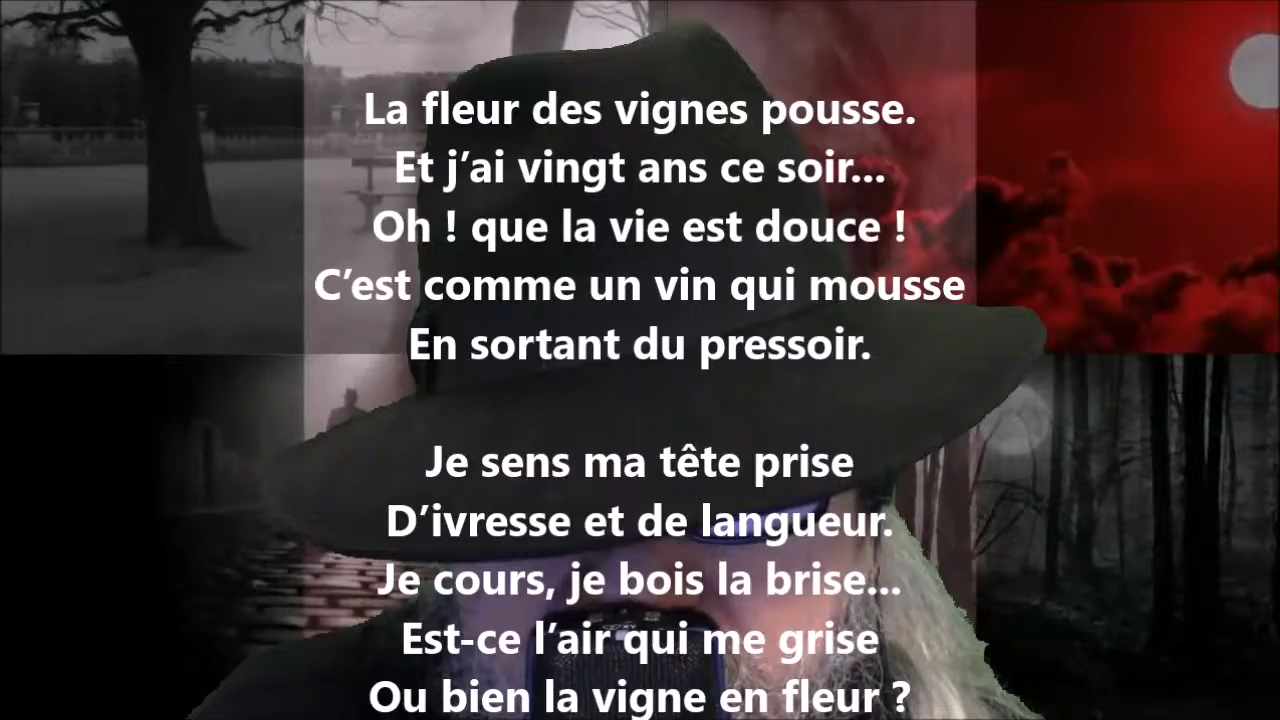 La fleur des vignes pousse.
Et j’ai vingt ans ce soir...
Oh ! que la vie est douce !
C’est comme un vin qui mousse
En sortant du pressoir.
Je sens ma tête prise
D’ivresse et de langueur.
Je cours, je bois la brise...
Est-ce l’air qui me grise
Ou bien la vigne en fleur ?